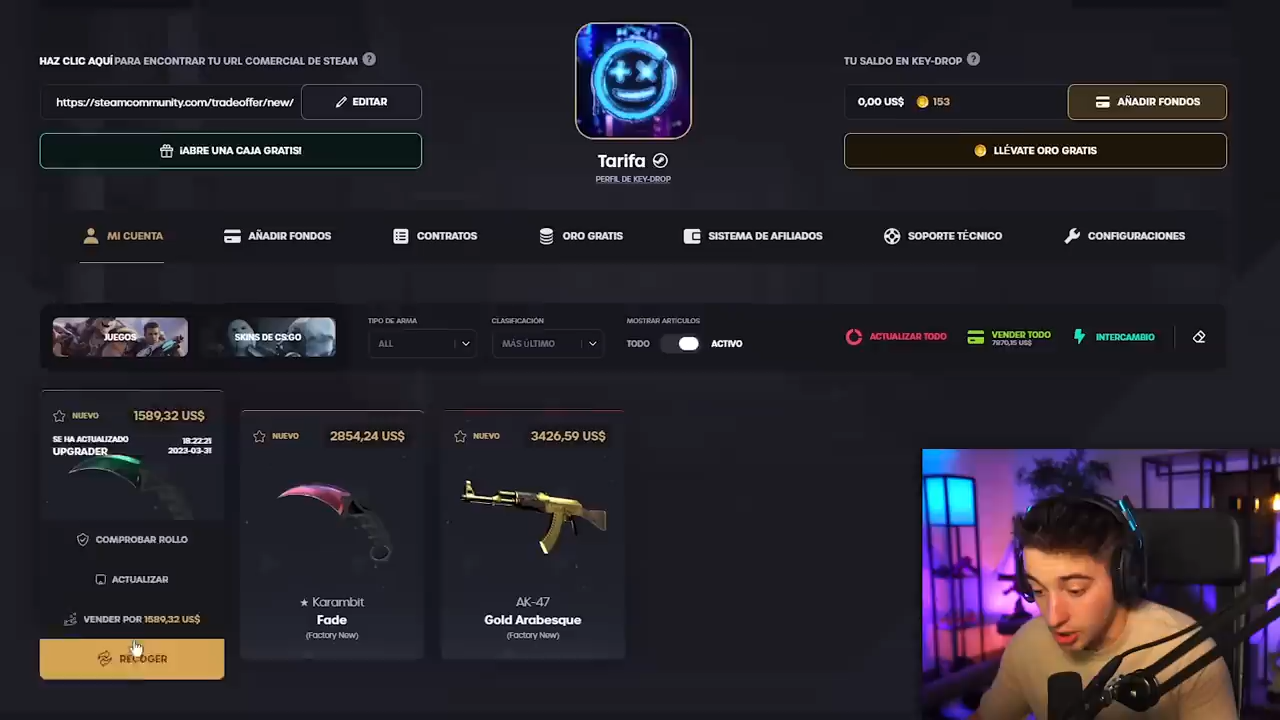 HAZ CLIC AQUÍ PARA ENCONTRAR TU URL COMERCIAL DE STEAM ?
https://steamcommunity.com/tradeoffer/new/
EDITAR
¡ABRE UNA CAJA GRATIS!
Tarifa
PERFIL DE KEY-DROP
TU SALDO EN KEY-DROP ?
0,00 US$ 153
AÑADIR FONDOS
LLÉVATE ORO GRATIS
MI CUENTA
AÑADIR FONDOS
CONTRATOS
ORO GRATIS
SISTEMA DE AFILIADOS
SOPORTE TÉCNICO
CONFIGURACIONES
JUEGOS
SKINS DE CS:GO
TIPO DE ARMA
ALL
CLASIFICACIÓN
MÁS ÚLTIMO
MOSTRAR ARTÍCULOS
TODO ACTIVO
ACTUALIZAR TODO
VENDER TODO
7870,15 US$
INTERCAMBIO
NUEVO 1589,32 US$
SE HA ACTUALIZADO 18:22:21
UPGRADER 2023-03-31
COMPROBAR ROLLO
ACTUALIZAR
VENDER POR 1589,32 US$
RECOGER
NUEVO 2854,24 US$
★ Karambit
Fade
(Factory New)
NUEVO 3426,59 US$
AK-47
Gold Arabesque
(Factory New)